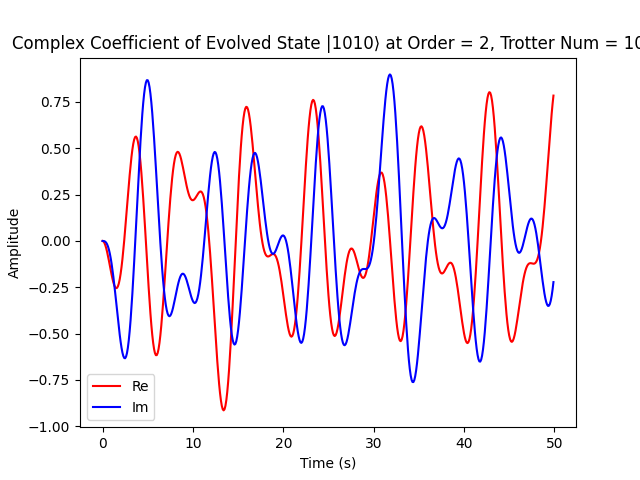 Complex Coefficient of Evolved State |1010⟩ at Order = 2, Trotter Num = 10
0.75
0.50
0.25
0.00
−0.25
−0.50
−0.75
−1.00
Amplitude
Re
Im
0 10 20 30 40 50
Time (s)